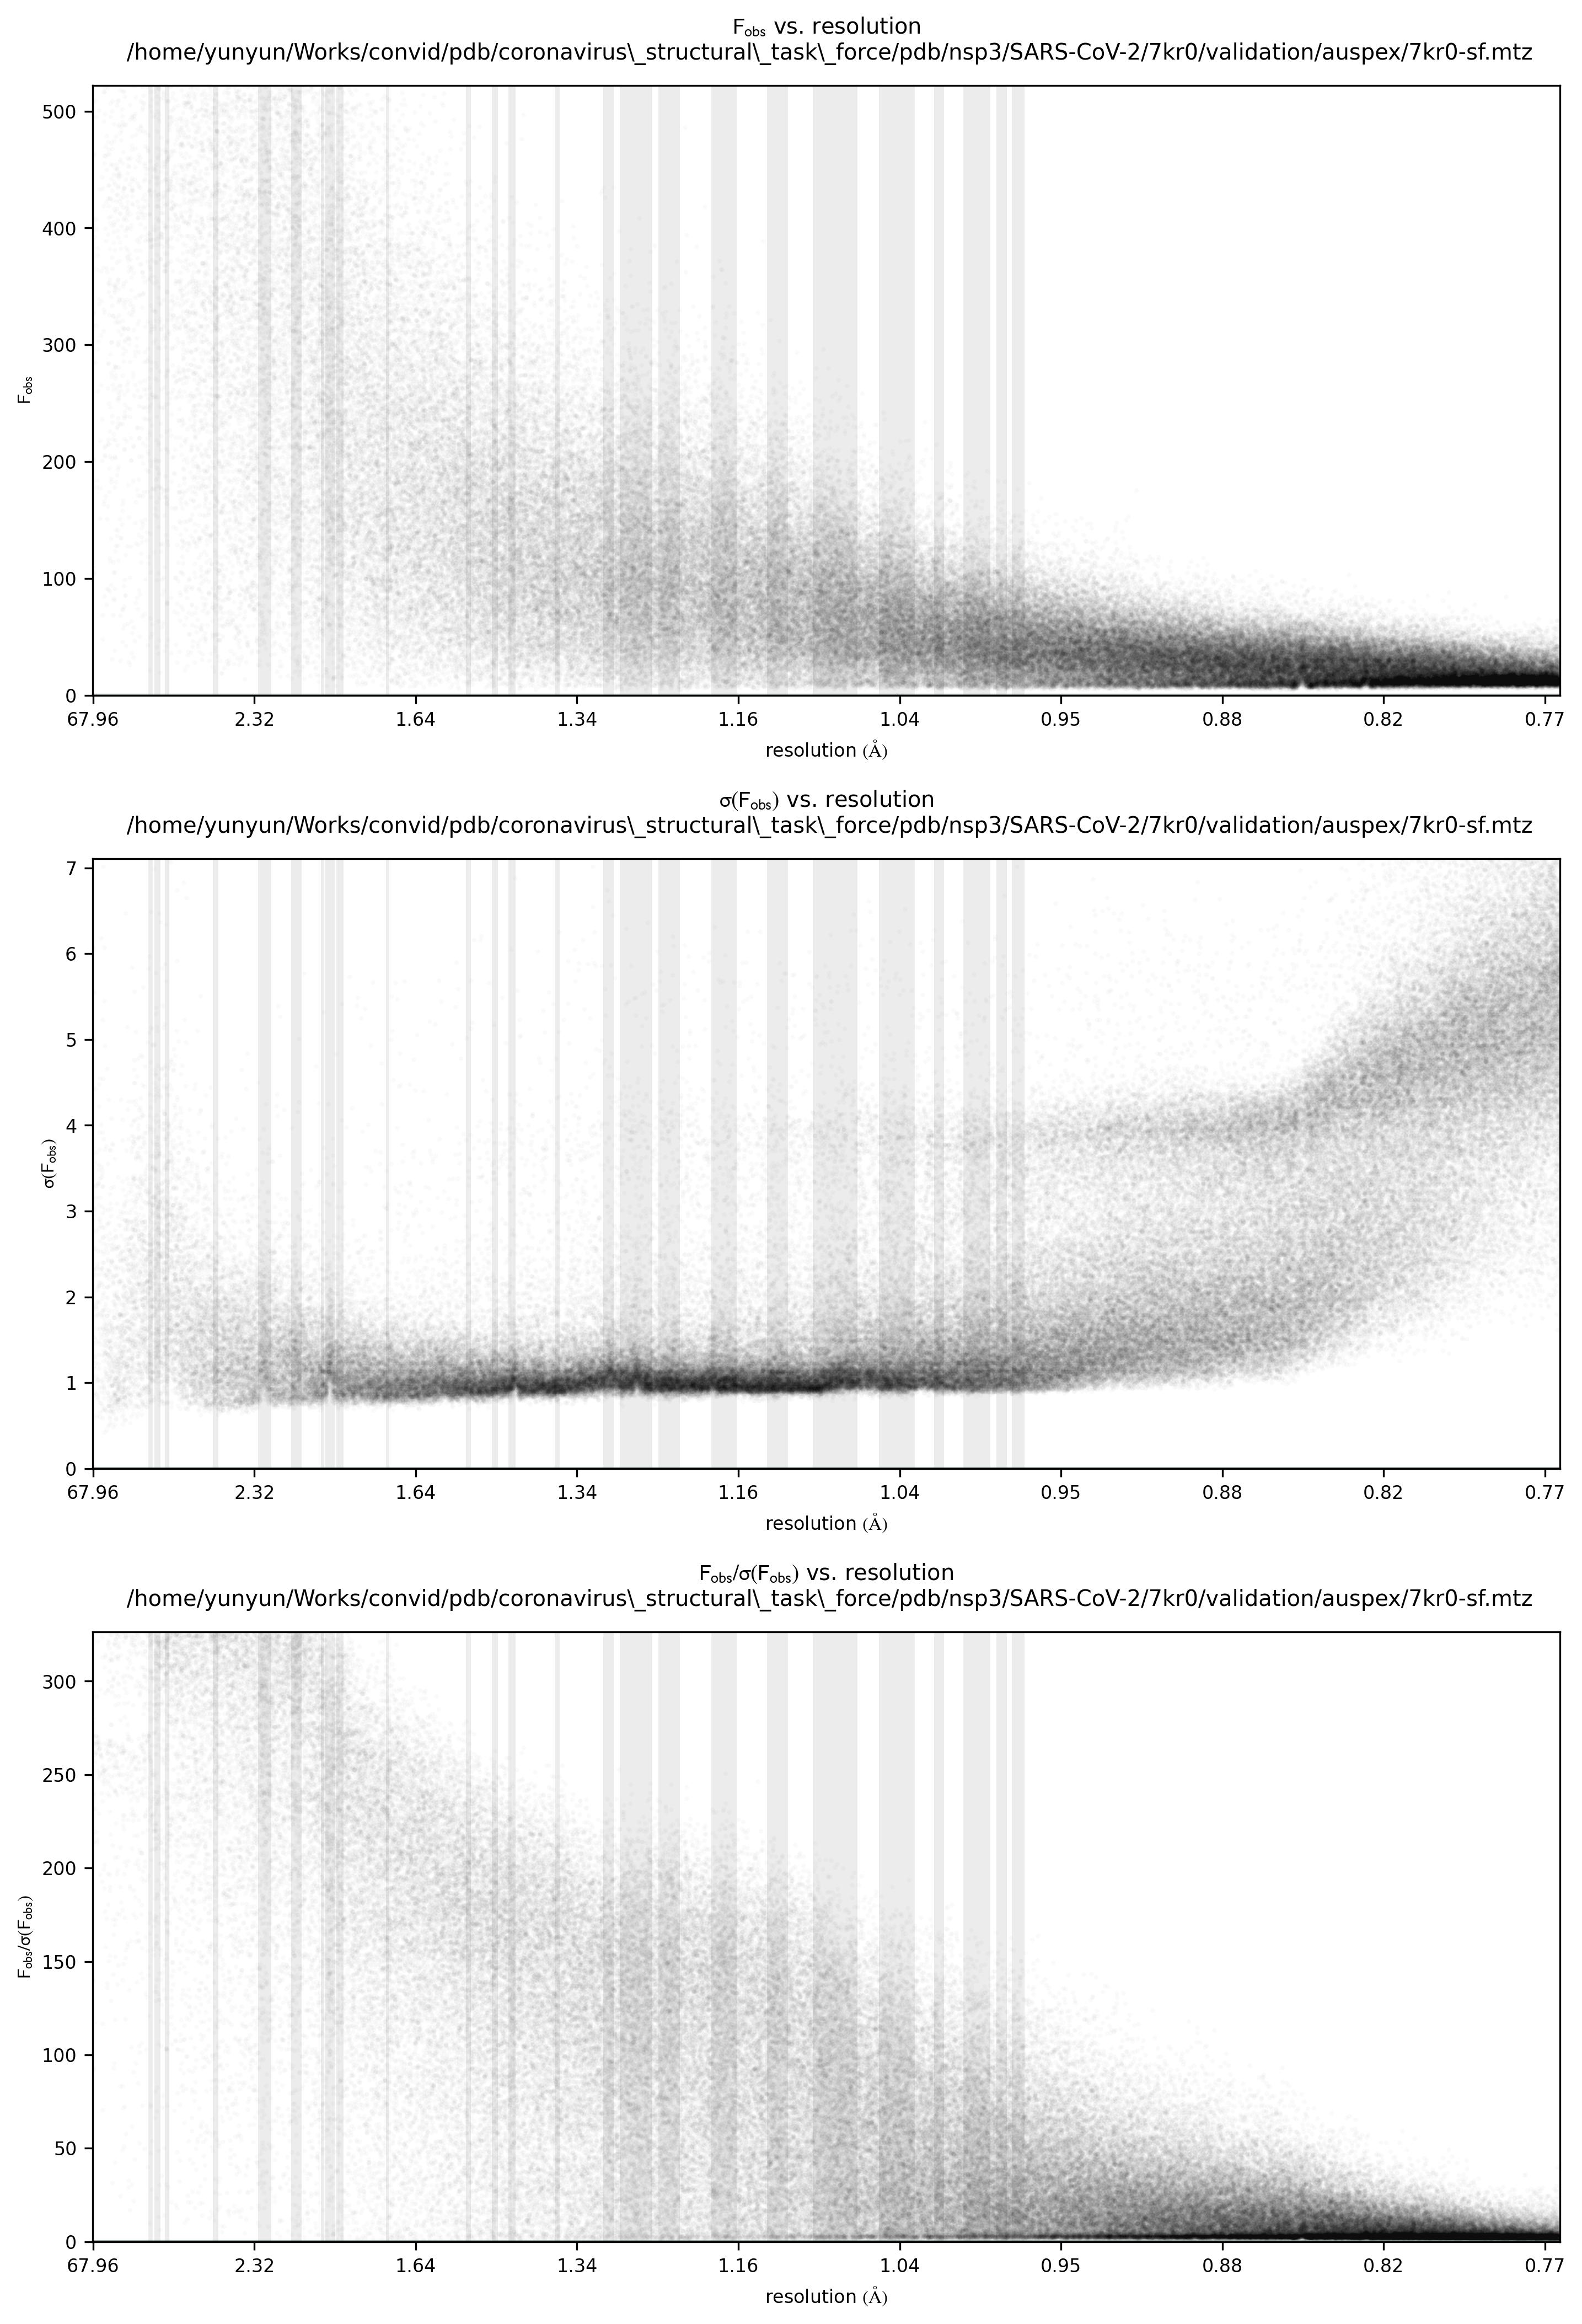 Fobs vs. resolution
/home/yunyun/Works/convid/pdb/coronavirus\_structural\_task\_force/pdb/nsp3/SARS-CoV-2/7kr0/validation/auspex/7kr0-sf.mtz
500
400
300
200
100
0
Fobs
67.96 2.32 1.64 1.34 1.16 1.04 0.95 0.88 0.82 0.77
resolution (Å)
σ(Fobs) vs. resolution
/home/yunyun/Works/convid/pdb/coronavirus\_structural\_task\_force/pdb/nsp3/SARS-CoV-2/7kr0/validation/auspex/7kr0-sf.mtz
7
6
5
4
3
2
1
0
σ(Fobs)
67.96 2.32 1.64 1.34 1.16 1.04 0.95 0.88 0.82 0.77
resolution (Å)
Fobs/σ(Fobs) vs. resolution
/home/yunyun/Works/convid/pdb/coronavirus\_structural\_task\_force/pdb/nsp3/SARS-CoV-2/7kr0/validation/auspex/7kr0-sf.mtz
300
250
200
150
100
50
0
Fobs/σ(Fobs)
67.96 2.32 1.64 1.34 1.16 1.04 0.95 0.88 0.82 0.77
resolution (Å)